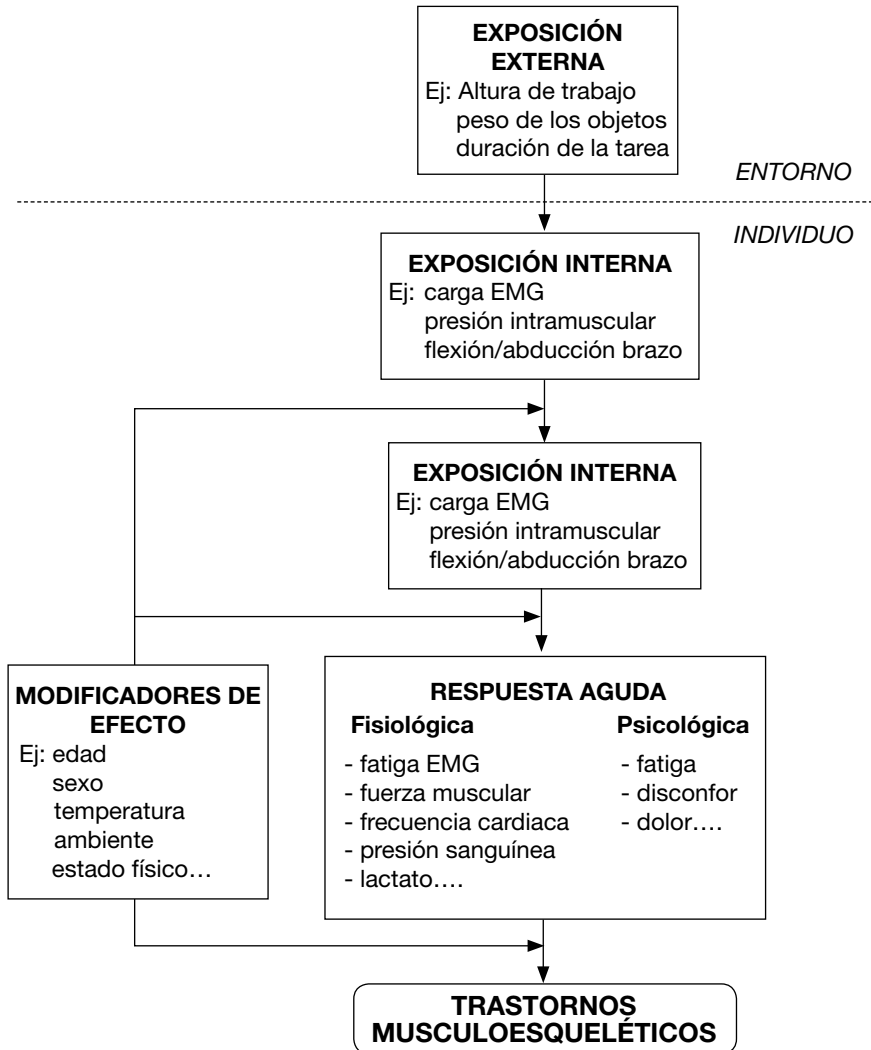 EXPOSICIÓN
EXTERNA
Ej: Altura de trabajo
peso de los objetos
duración de la tarea
ENTORNO
INDIVIDUO
EXPOSICIÓN INTERNA
Ej: carga EMG
presión intramuscular
flexión/abducción brazo
EXPOSICIÓN INTERNA
Ej: carga EMG
presión intramuscular
flexión/abducción brazo
MODIFICADORES DE
EFECTO
Ej: edad
sexo
temperatura
ambiente
estado físico…
RESPUESTA AGUDA
Fisiológica
- fatiga EMG
- fuerza muscular
- frecuencia cardiaca
- presión sanguínea
- lactato….
Psicológica
- fatiga
- disconfor
- dolor….
TRASTORNOS
MUSCULOESQUELÉTICOS